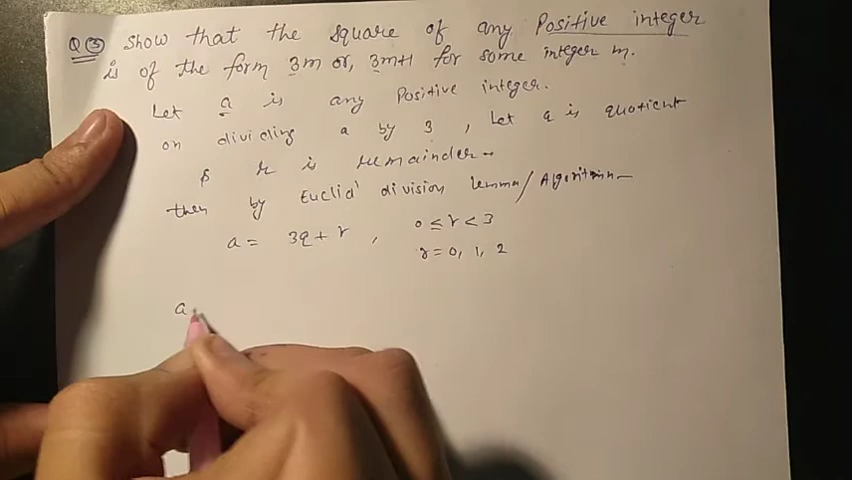 Q③ Show that the square of any Positive integer
is of the form 3m or, 3m+1 for some integer m.
Let a is any Positive integer.
on dividing a by 3, Let q is quotient
& r is remainder.
then by Euclid' division lemma/Algorithm
a = 3q+r, 0 ≤ r < 3
r = 0, 1, 2
a